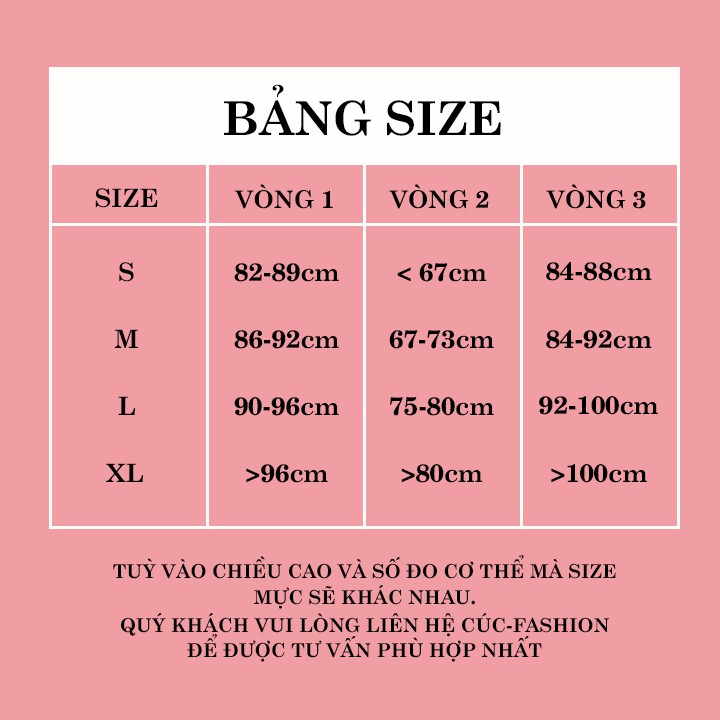 BẢNG SIZE
SIZE VÒNG 1 VÒNG 2 VÒNG 3
S 82-89cm < 67cm 84-88cm
M 86-92cm 67-73cm 84-92cm
L 90-96cm 75-80cm 92-100cm
XL >96cm >80cm >100cm
TUỲ VÀO CHIỀU CAO VÀ SỐ ĐO CƠ THỂ MÀ SIZE
MỰC SẼ KHÁC NHAU.
QUÝ KHÁCH VUI LÒNG LIÊN HỆ CÚC-FASHION
ĐỂ ĐƯỢC TƯ VẤN PHÙ HỢP NHẤT